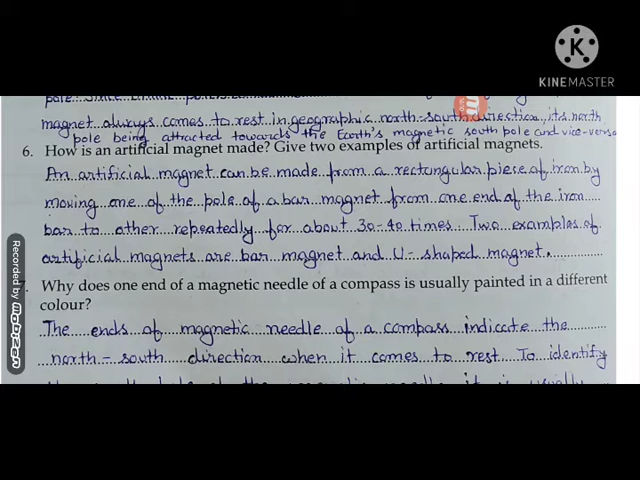 KINEMASTER
magnet always comes to rest in geographic north-south direction, its north
pole being attracted towards the Earth's magnetic south pole and vice-versa
6. How is an artificial magnet made? Give two examples of artificial magnets.
An artificial magnet can be made from a rectangular piece of iron by
moving one of the pole of a bar magnet from one end of the iron
bar to other repeatedly for about 30-40 times. Two examples of
artificial magnets are bar magnet and U-shaped magnet.
7. Why does one end of a magnetic needle of a compass is usually painted in a different
colour?
The ends of magnetic needle of a compass indicate the
north-south direction when it comes to rest. To identify
Recorded by
MOBIZEN